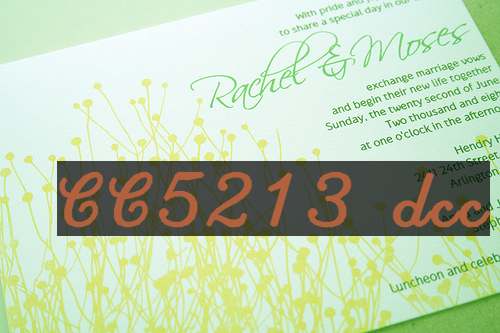 With pride and
to share a special day in our
Rachel & Moses
exchange marriage vows
and begin their new life together
Sunday, the twenty second of June
Two thousand and eigh
at one o'clock in the afterno
Hendry
24th Street
Arlington
CC5213 dcc
Luncheon and celeb